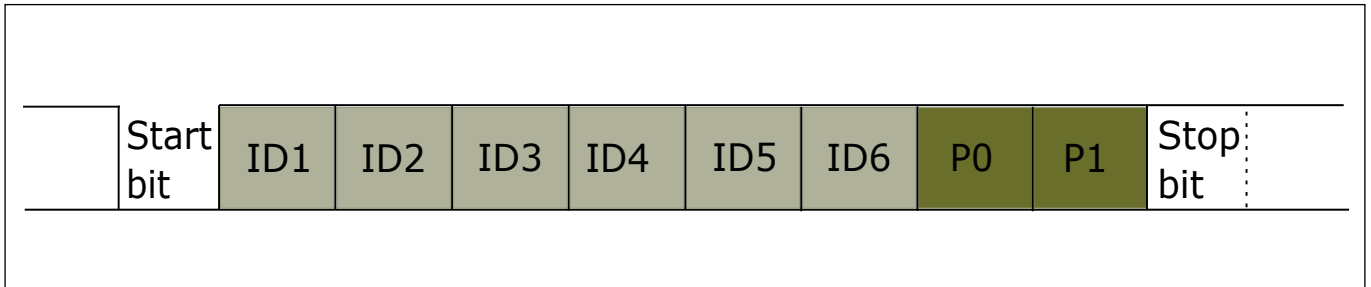 Start
bit
ID1
ID2
ID3
ID4
ID5
ID6
P0
P1
Stop
bit